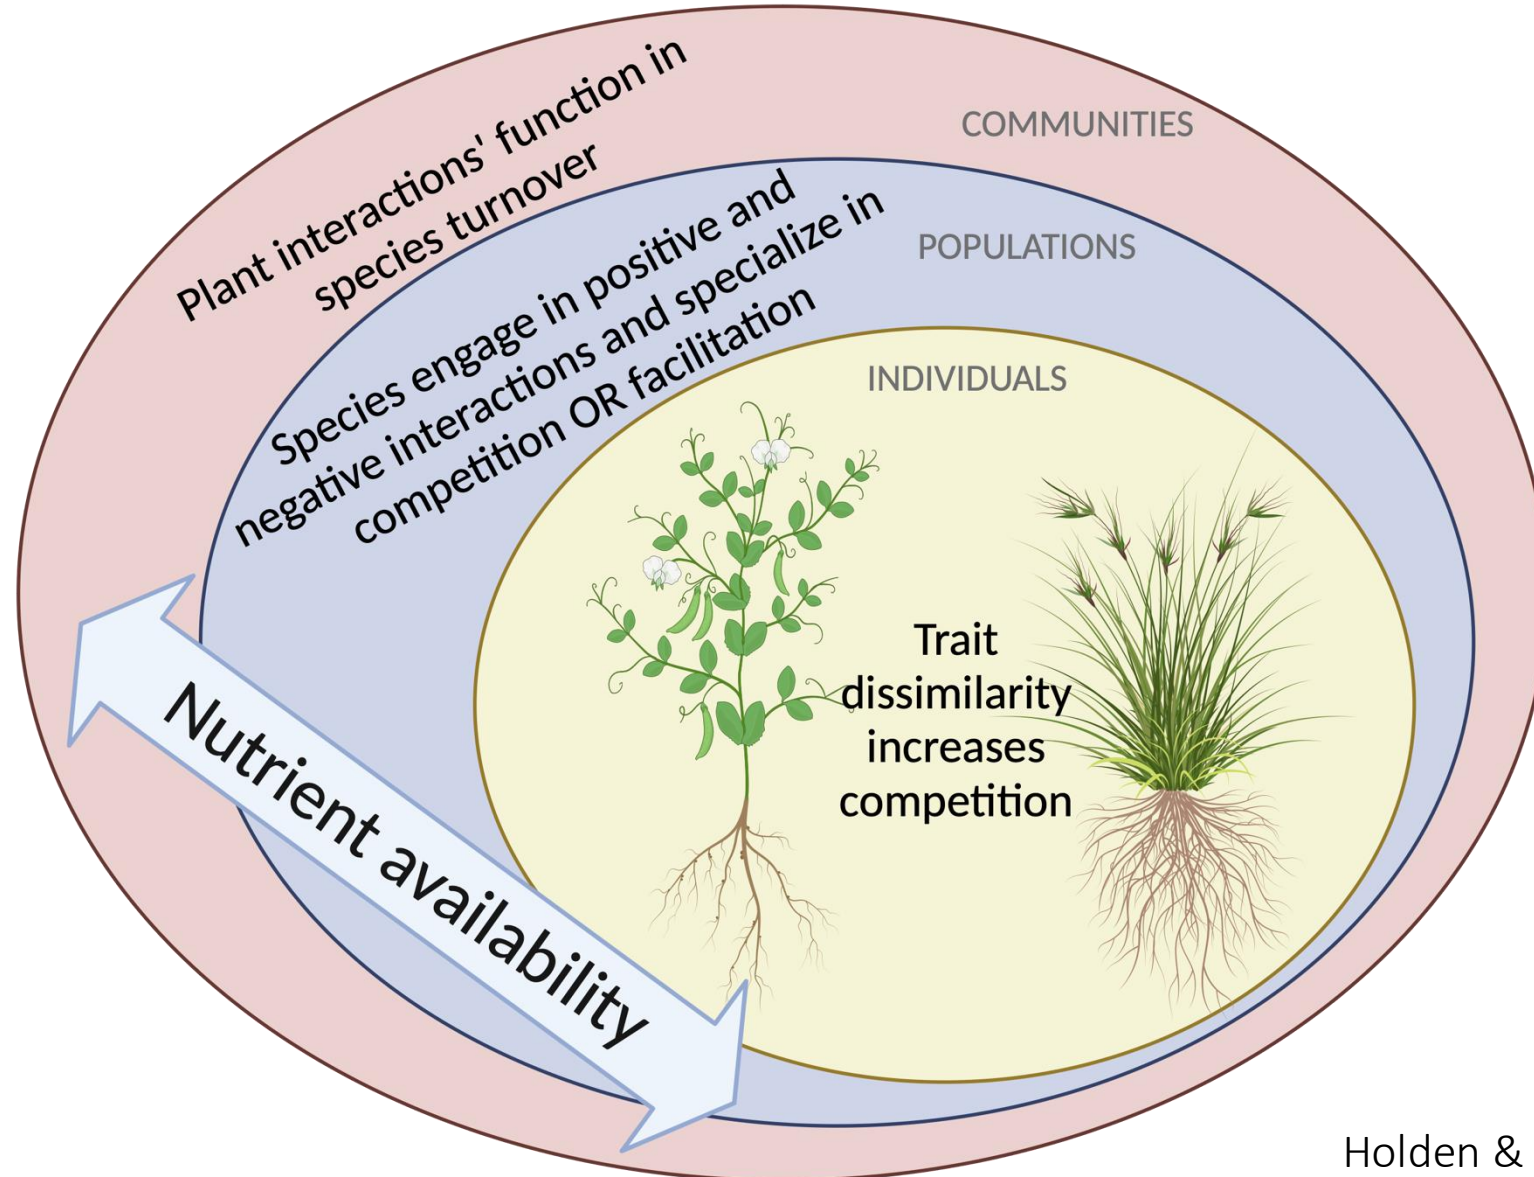 Plant interactions' function in
species turnover
COMMUNITIES
Species engage in positive and
negative interactions and specialize in
competition OR facilitation
POPULATIONS
INDIVIDUALS
Trait
dissimilarity
increases
competition
Nutrient availability
Holden &